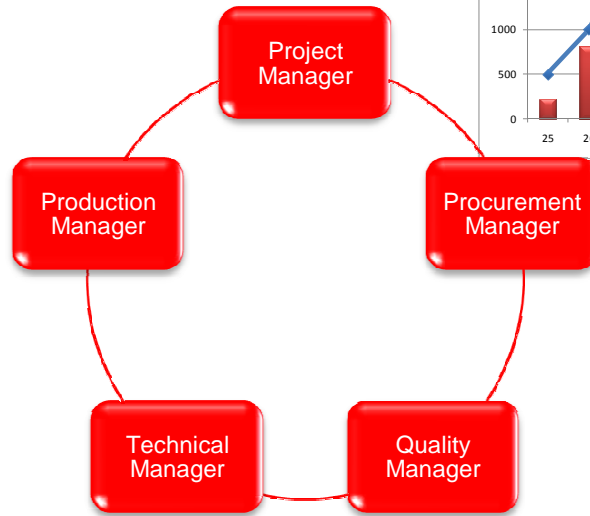 Project
Manager
1000
500
0
25
Production
Manager
Procurement
Manager
Technical
Manager
Quality
Manager